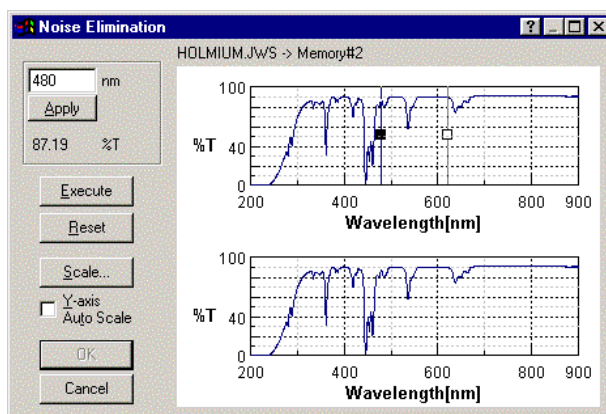 Noise Elimination
HOLMIUM.JWS -> Memory#2
480 nm
Apply
87.19 %T
Execute
Reset
Scale...
Y-axis
Auto Scale
OK
Cancel
100
%T
40
0
200 400 600 800 900
Wavelength[nm]
100
%T
40
0
200 400 600 800 900
Wavelength[nm]